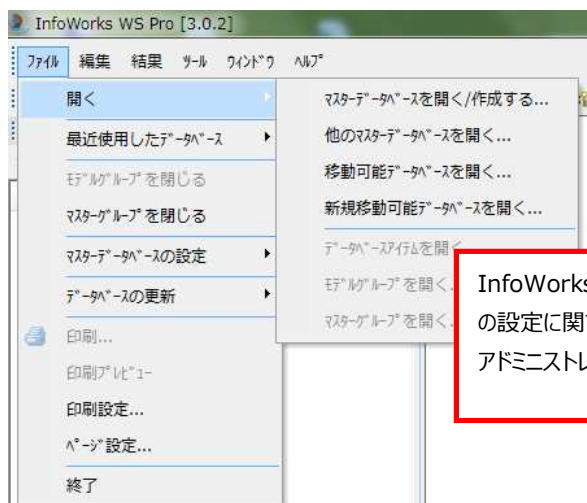 InfoWorks WS Pro [3.0.2]
ﾌｧｲﾙ 編集 結果 ﾂｰﾙ ｳｨﾝﾄﾞｳ ﾍﾙﾌﾟ
開く
最近使用したﾃﾞｰﾀﾍﾞｰｽ
ﾓﾃﾞﾙｸﾞﾙｰﾌﾟを閉じる
ﾏｽﾀｰｸﾞﾙｰﾌﾟを閉じる
ﾏｽﾀｰﾃﾞｰﾀﾍﾞｰｽの設定
ﾃﾞｰﾀﾍﾞｰｽの更新
印刷...
印刷ﾌﾟﾚﾋﾞｭｰ
印刷設定...
ﾍﾟｰｼﾞ設定...
終了
ﾏｽﾀｰﾃﾞｰﾀﾍﾞｰｽを開く/作成する...
他のﾏｽﾀｰﾃﾞｰﾀﾍﾞｰｽを開く...
移動可能ﾃﾞｰﾀﾍﾞｰｽを開く...
新規移動可能ﾃﾞｰﾀﾍﾞｰｽを開く...
ﾃﾞｰﾀﾍﾞｰｽｱｲﾃﾑを開く
ﾓﾃﾞﾙｸﾞﾙｰﾌﾟを開く.
ﾏｽﾀｰｸﾞﾙｰﾌﾟを開く.
InfoWorks
の設定に関
アドミニストレ